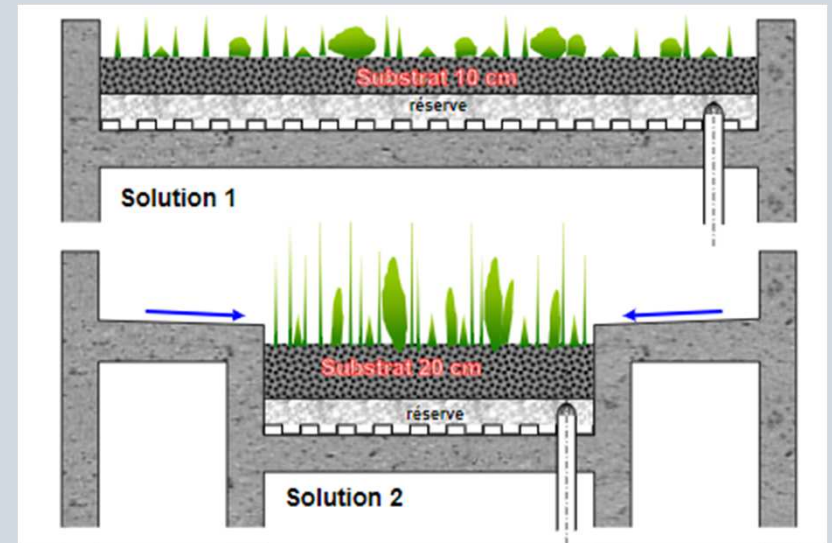 Substrat 10 cm
réserve
Solution 1
Substrat 20 cm
réserve
Solution 2